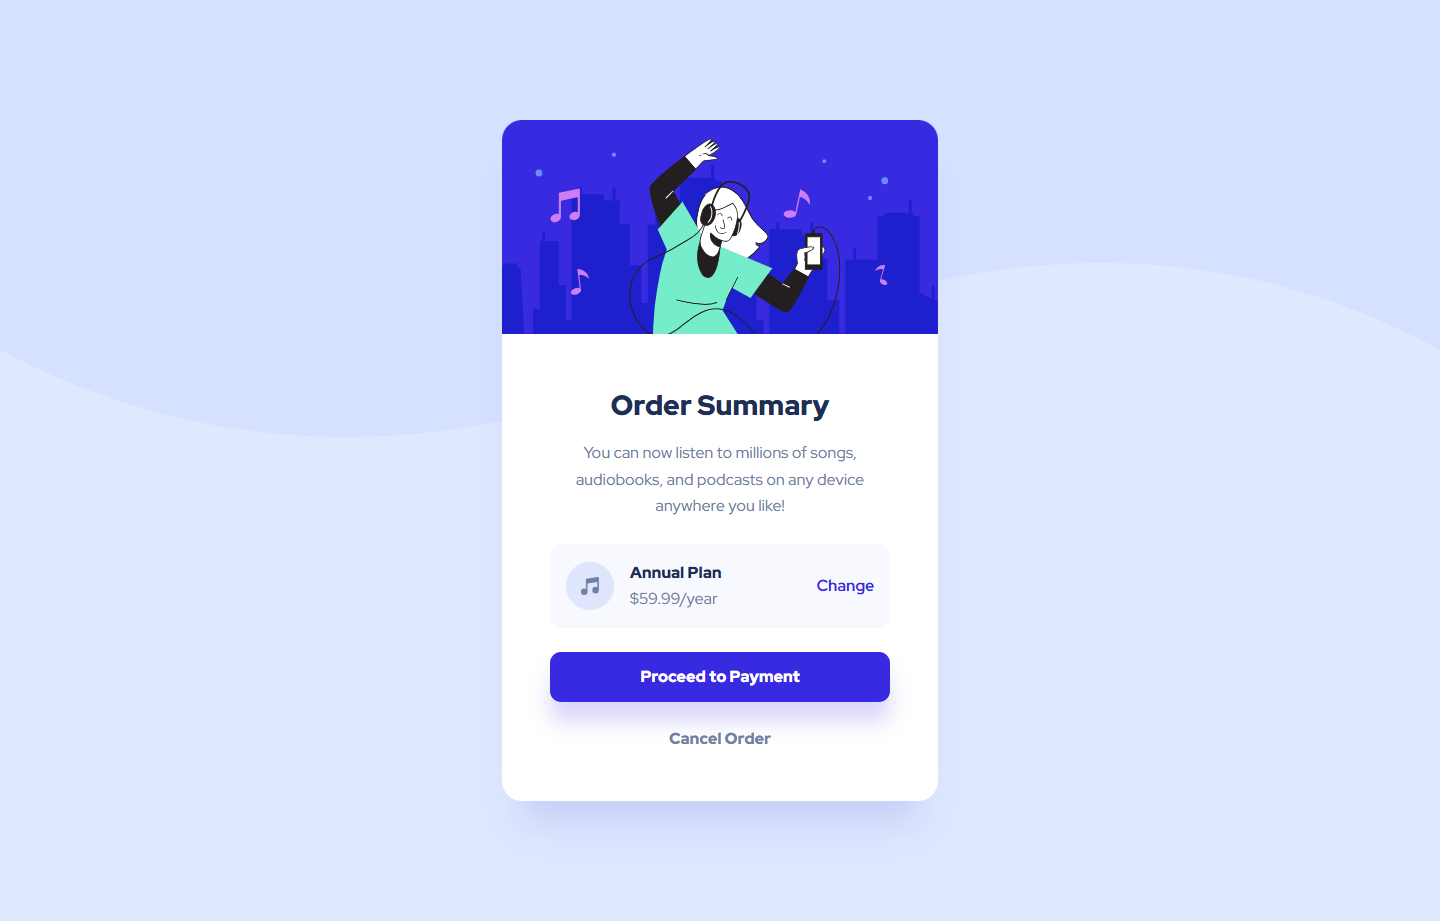 Order Summary
You can now listen to millions of songs,
audiobooks, and podcasts on any device
anywhere you like!
Annual Plan
$59.99/year
Change
Proceed to Payment
Cancel Order